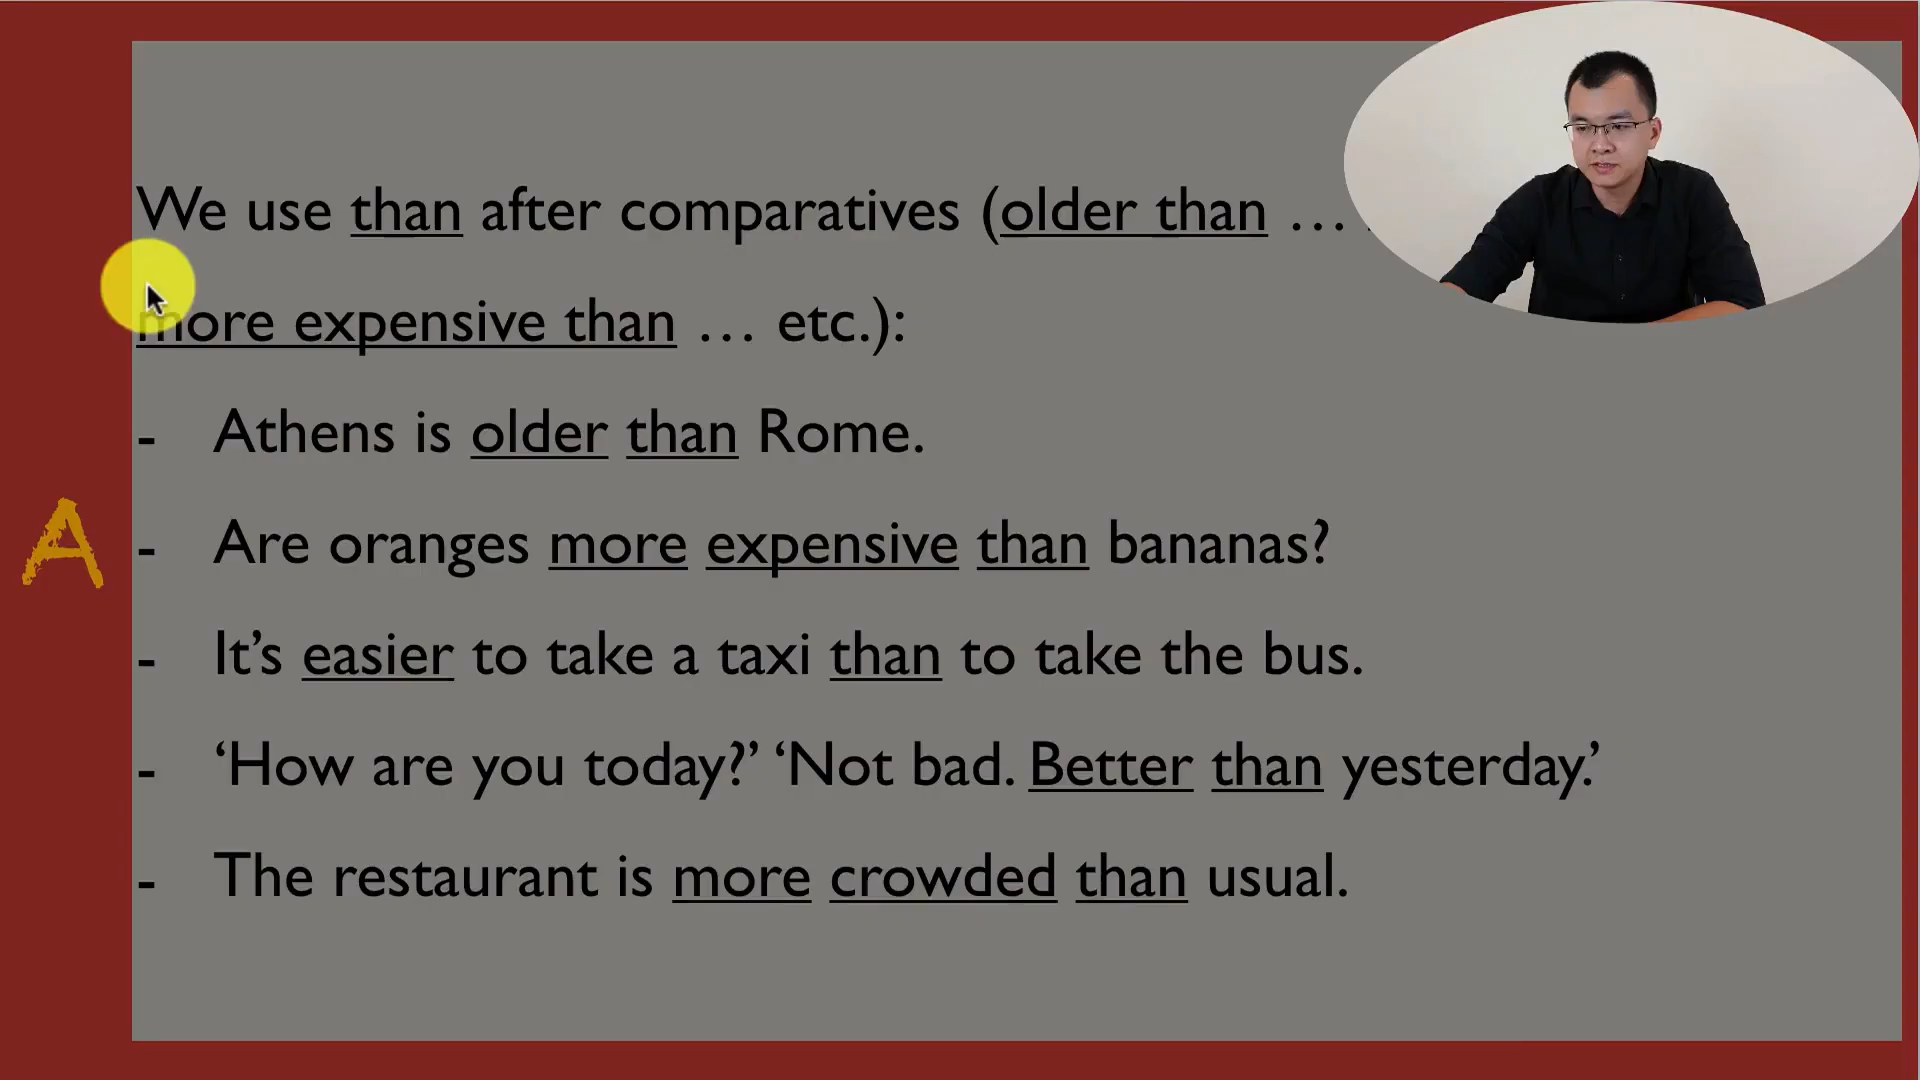 We use than after comparatives (older than …
more expensive than … etc.):
- Athens is older than Rome.
A
- Are oranges more expensive than bananas?
- It’s easier to take a taxi than to take the bus.
- ‘How are you today?’ ‘Not bad. Better than yesterday.’
- The restaurant is more crowded than usual.